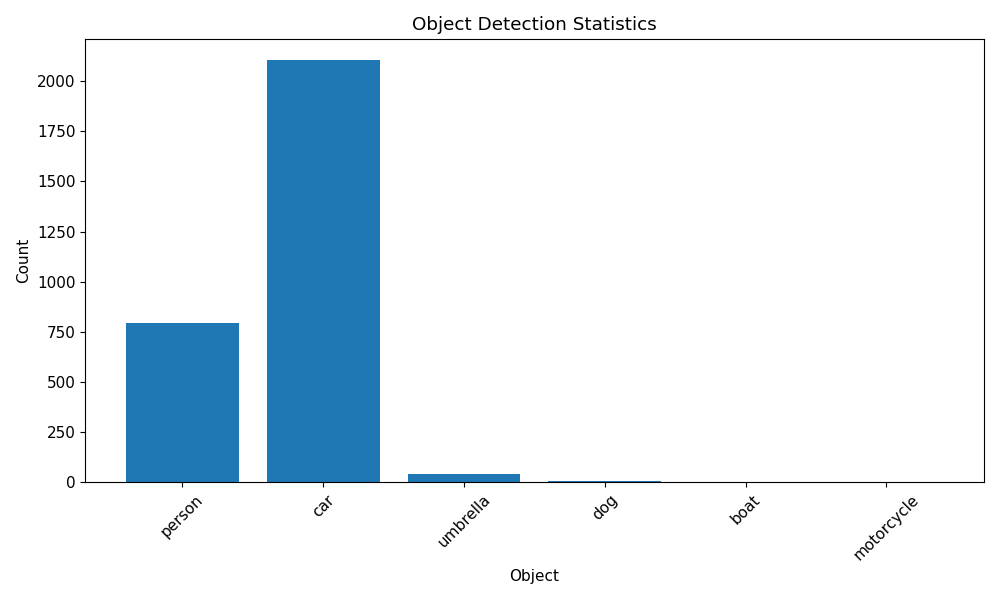 Object Detection Statistics
Count
2000
1750
1500
1250
1000
750
500
250
0
person
car
umbrella
dog
boat
motorcycle
Object